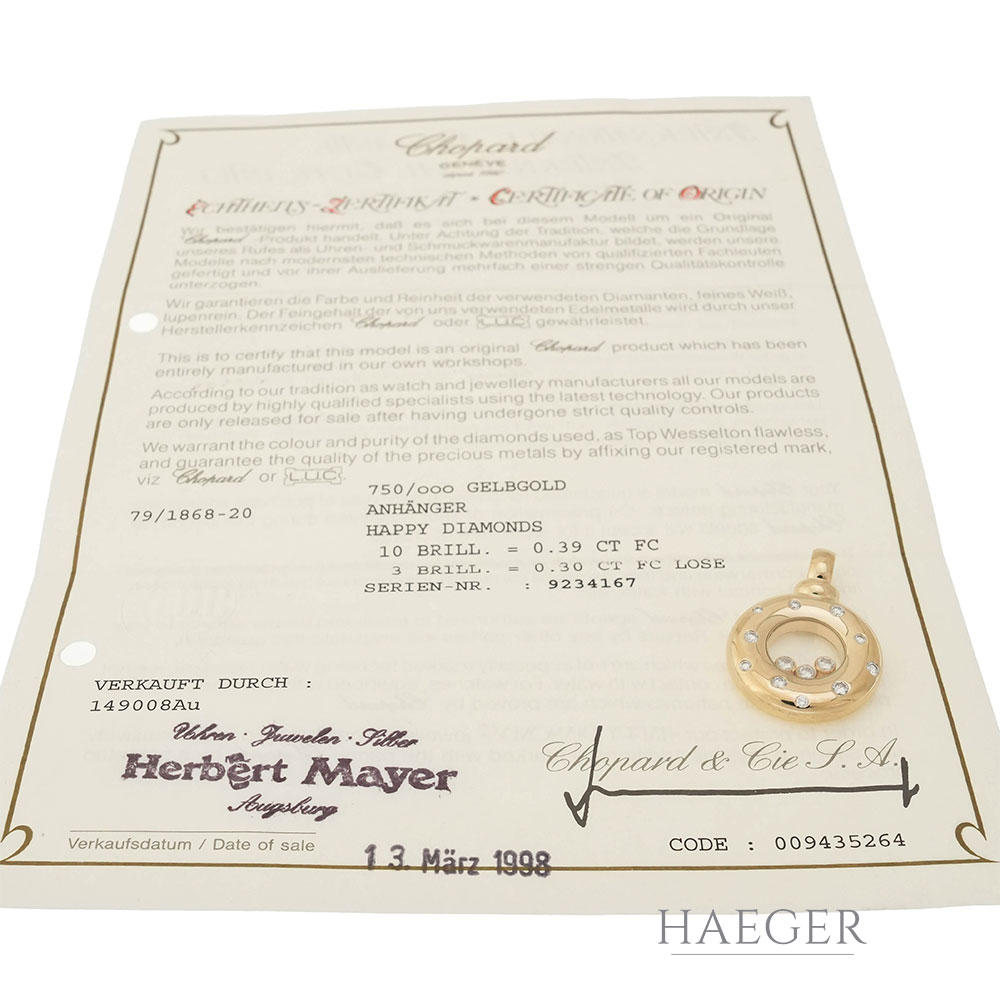 Chopard
GENÈVE
ECHTHEITS-ZERTIFIKAT - CERTIFICATE OF ORIGIN
Wir bestätigen hiermit, daß es sich bei diesem Modell um ein Original
Chopard -Produkt handelt. Unter Achtung der Tradition, welche die Grundlage
unseres Rufes als Uhren- und Schmuckwarenmanufaktur bildet, werden unsere
Modelle nach modernsten technischen Methoden von qualifizierten Fachleuten
gefertigt und vor ihrer Auslieferung mehrfach einer strengen Qualitätskontrolle
unterzogen.
Wir garantieren die Farbe und Reinheit der verwendeten Diamanten, feines Weiß,
lupenrein. Der Feingehalt der von uns verwendeten Edelmetalle wird durch unser
Herstellerkennzeichen Chopard oder L.U.C gewährleistet.
This is to certify that this model is an original Chopard product which has been
entirely manufactured in our own workshops.
According to our tradition as watch and jewellery manufacturers all our models are
produced by highly qualified specialists using the latest technology. Our products
are only released for sale after having undergone strict quality controls.
We warrant the colour and purity of the diamonds used, as Top Wesselton flawless,
and guarantee the quality of the precious metals by affixing our registered mark,
viz Chopard or L.U.C.
79/1868-20
750/ooo GELBGOLD
ANHÄNGER
HAPPY DIAMONDS
10 BRILL. = 0.39 CT FC
3 BRILL. = 0.30 CT FC LOSE
SERIEN-NR. : 9234167
VERKAUFT DURCH :
149008Au
Uhren · Juwelen · Silber
Herbert Mayer
Augsburg
Chopard & Cie S.A.
Verkaufsdatum / Date of sale
13. März 1998
CODE : 009435264
HAEGER